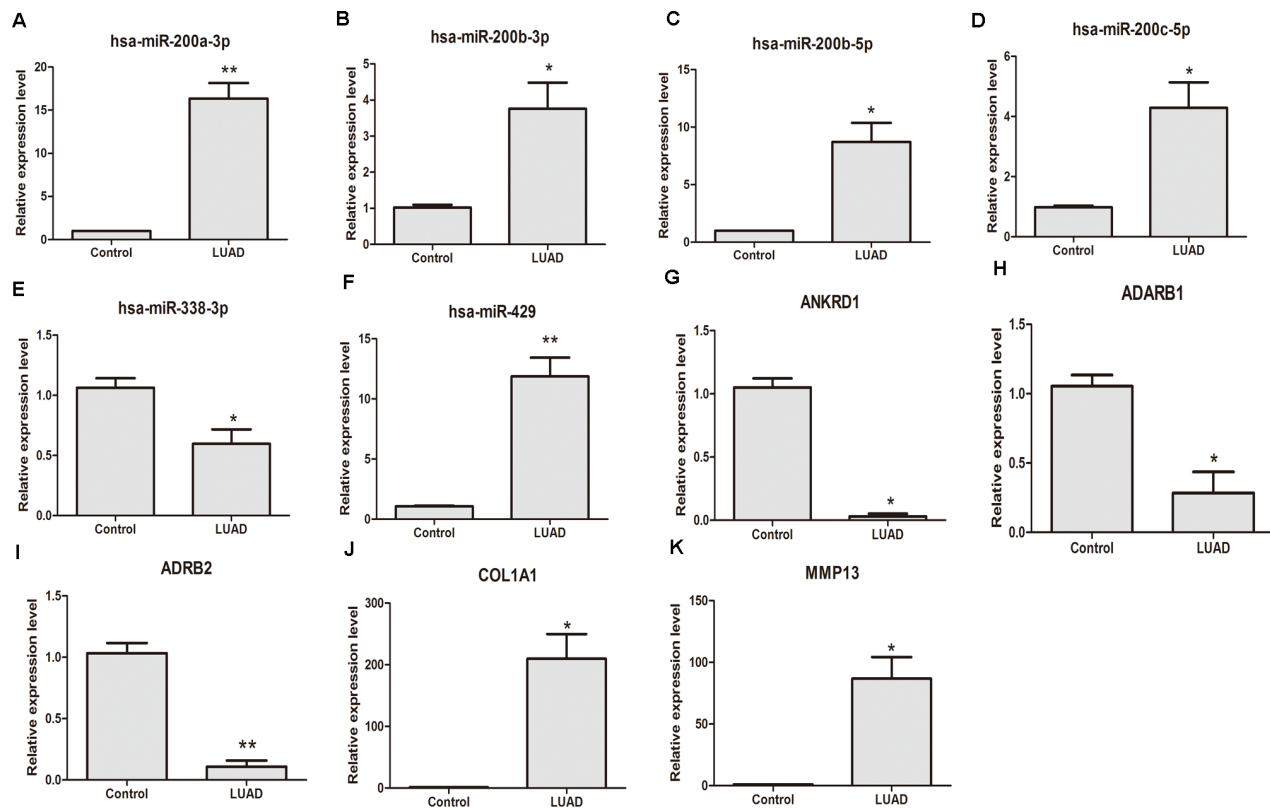 A
hsa-miR-200a-3p
Relative expression level
20
15
10
5
0
**
Control
LUAD
B
hsa-miR-200b-3p
Relative expression level
5
4
3
2
1
0
*
Control
LUAD
C
hsa-miR-200b-5p
Relative expression level
15
10
5
0
*
Control
LUAD
D
hsa-miR-200c-5p
Relative expression level
6
4
2
0
*
Control
LUAD
E
hsa-miR-338-3p
Relative expression level
1.5
1.0
0.5
0.0
*
Control
LUAD
F
hsa-miR-429
Relative expression level
15
10
5
0
**
Control
LUAD
G
ANKRD1
Relative expression level
1.5
1.0
0.5
0.0
*
Control
LUAD
H
ADARB1
Relative expression level
1.5
1.0
0.5
0.0
*
Control
LUAD
I
ADRB2
Relative expression level
1.5
1.0
0.5
0.0
**
Control
LUAD
J
COL1A1
Relative expression level
300
200
100
0
*
Control
LUAD
K
MMP13
Relative expression level
150
100
50
0
*
Control
LUAD